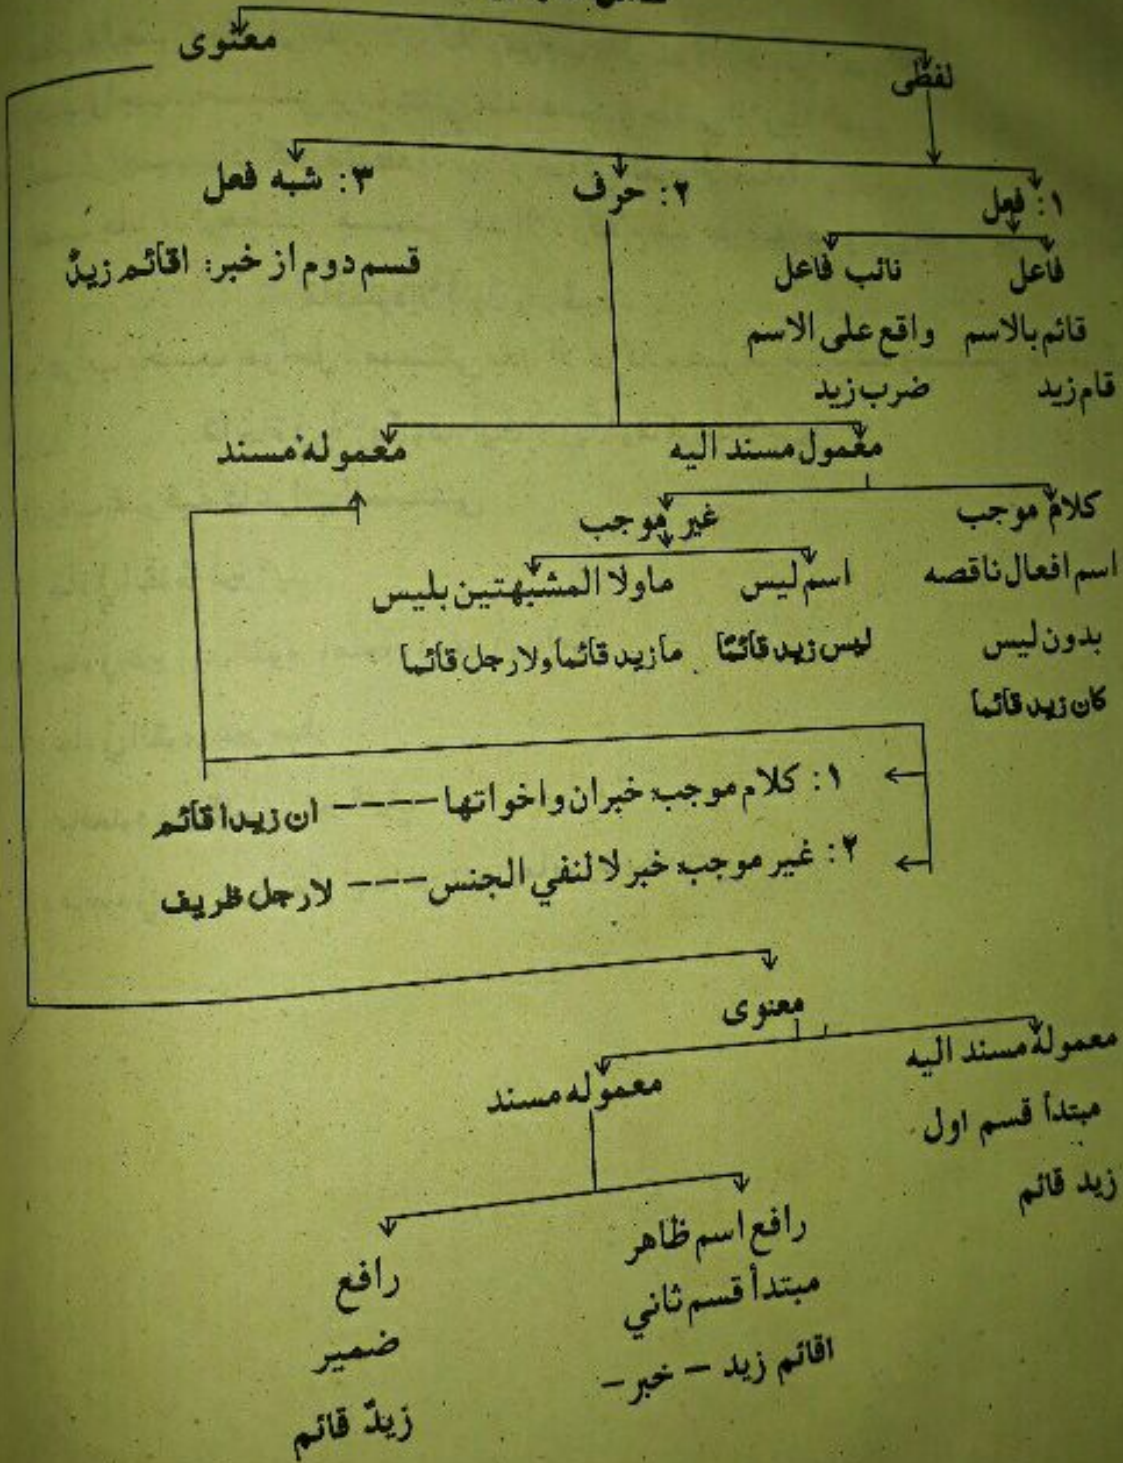 معنوی
لفظی
۱: فعل
۲: حرف
۳: شبه فعل
فاعل
نائب فاعل
قسم دوم از خبر: اقائم زیدٌ
قائم بالاسم
واقع علی الاسم
قام زید
ضرب زید
معمول مسند الیه
معمولهٔ مسند
کلام موجب
غیر موجب
اسم افعال ناقصه
اسم لیس
ماولا المشبهتین بلیس
بدون لیس
لیس زید قائمًا
ما زید قائما ولا رجل قائما
کان زید قائما
۱: کلام موجب خبر ان واخواتها ---- ان زیدا قائم
۲: غیر موجب خبر لا لنفي الجنس ---- لا رجل ظریف
معنوی
معمولهٔ مسند الیه
معموله مسند
مبتدأ قسم اول
زید قائم
رافع اسم ظاهر
رافع
مبتدأ قسم ثاني
ضمیر
اقائم زید – خبر –
زیدٌ قائم